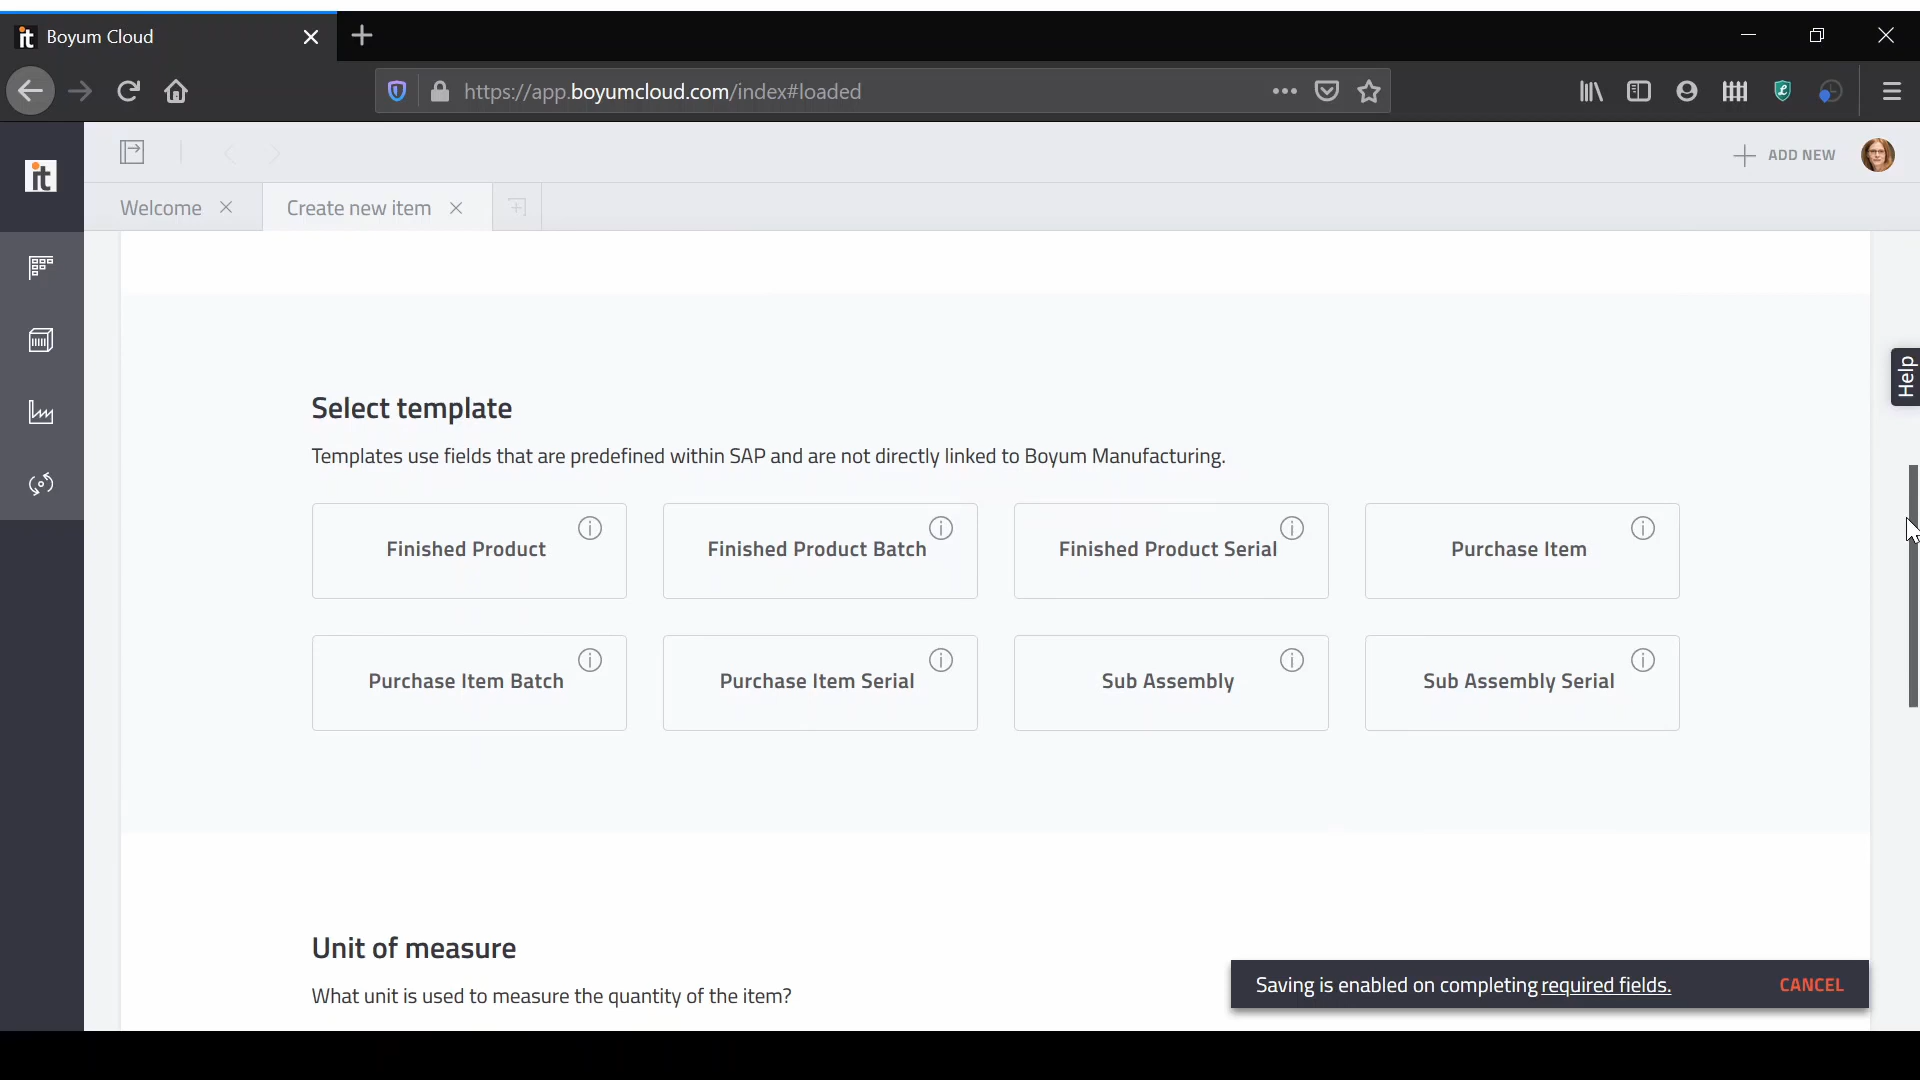 Boyum Cloud
https://app.boyumcloud.com/index#loaded
it
ADD NEW
Welcome
Create new item
Help
Select template
Templates use fields that are predefined within SAP and are not directly linked to Boyum Manufacturing.
Finished Product
Finished Product Batch
Finished Product Serial
Purchase Item
Purchase Item Batch
Purchase Item Serial
Sub Assembly
Sub Assembly Serial
Unit of measure
What unit is used to measure the quantity of the item?
Saving is enabled on completing required fields.
CANCEL